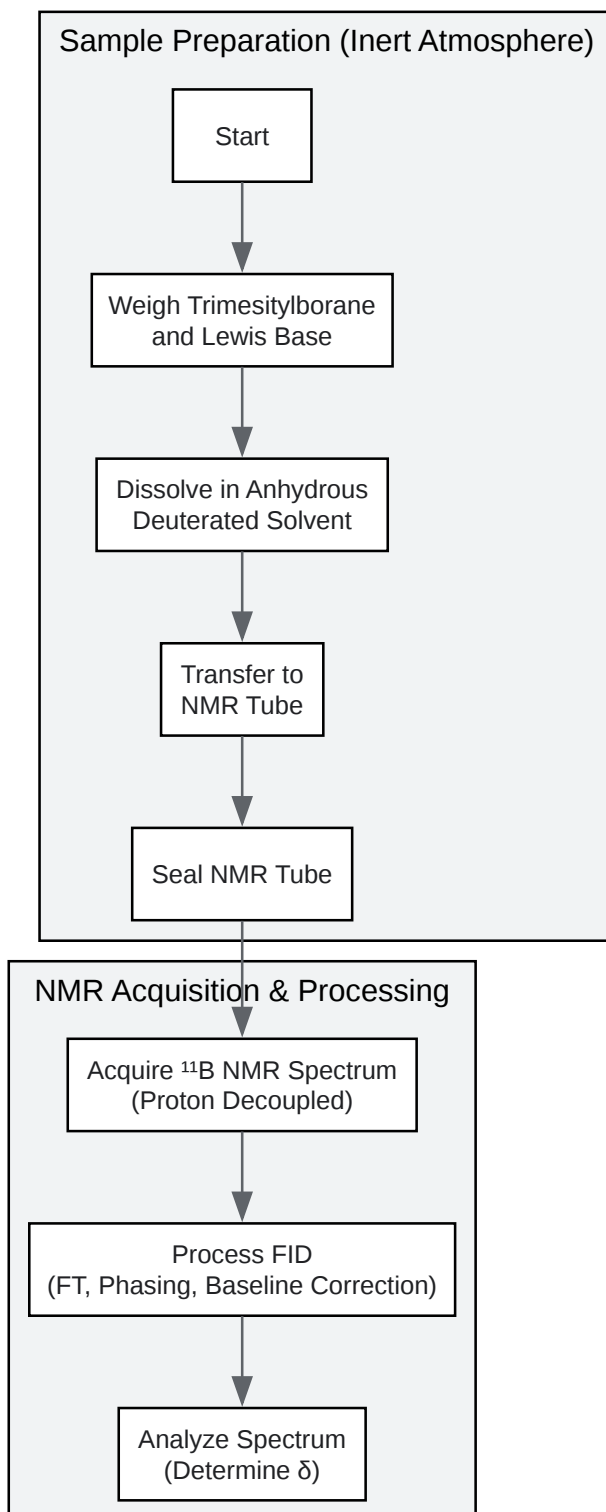 Sample Preparation (Inert Atmosphere)
Start
Weigh Trimesitylborane
and Lewis Base
Dissolve in Anhydrous
Deuterated Solvent
Transfer to
NMR Tube
Seal NMR Tube
NMR Acquisition & Processing
Acquire ¹¹B NMR Spectrum
(Proton Decoupled)
Process FID
(FT, Phasing, Baseline Correction)
Analyze Spectrum
(Determine δ)